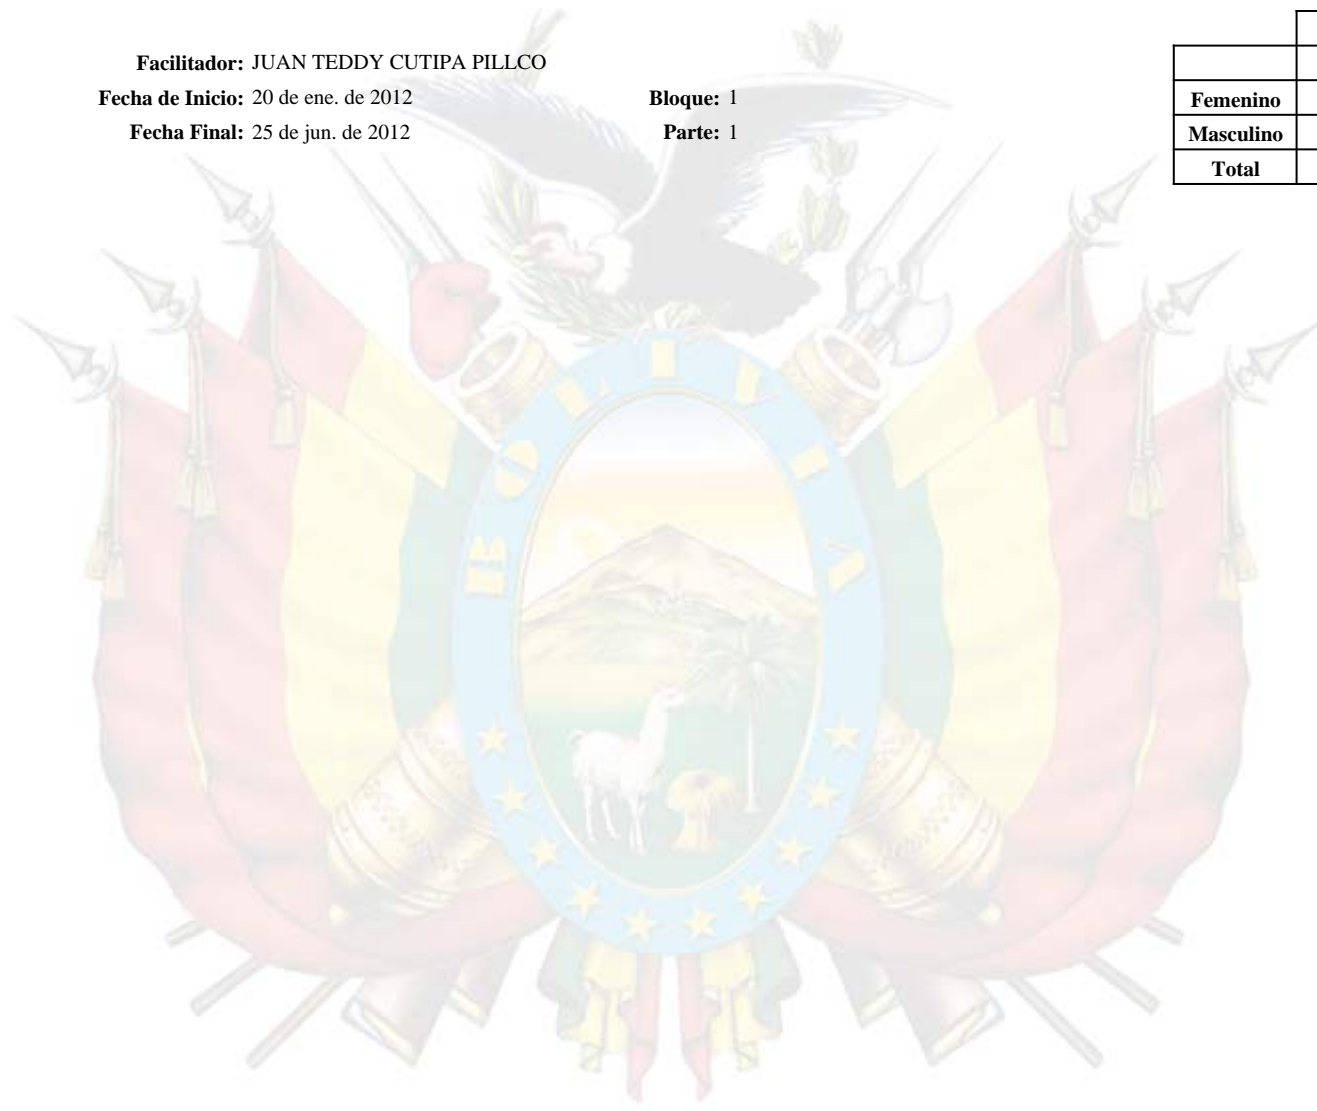 Facilitador: JUAN TEDDY CUTIPA PILLCO
Fecha de Inicio: 20 de ene. de 2012 Bloque: 1
Fecha Final: 25 de jun. de 2012 Parte: 1
Femenino
Masculino
Total
BOLIVIA